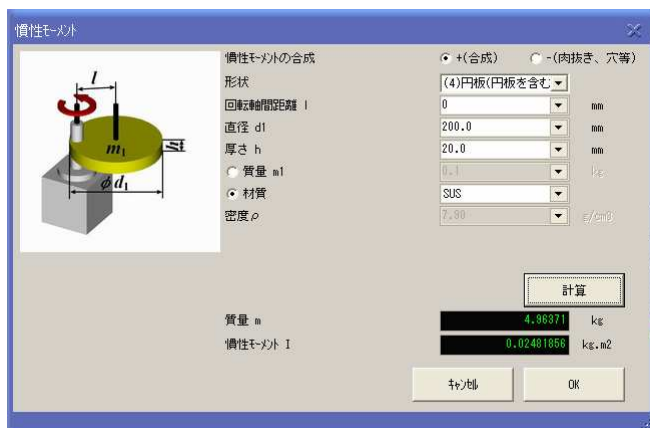 慣性ﾓｰﾒﾝﾄ
慣性ﾓｰﾒﾝﾄの合成 +(合成) -(肉抜き、穴等)
形状 (4)円板(円板を含む
回転軸間距離 l 0 mm
直径 d1 200.0 mm
厚さ h 20.0 mm
質量 m1 0.1 kg
材質 SUS
密度ρ 7.90 g/cm3
l
m1
h
φd1
計算
質量 m 4.96371 kg
慣性ﾓｰﾒﾝﾄ I 0.02481856 kg.m2
ｷｬﾝｾﾙ OK